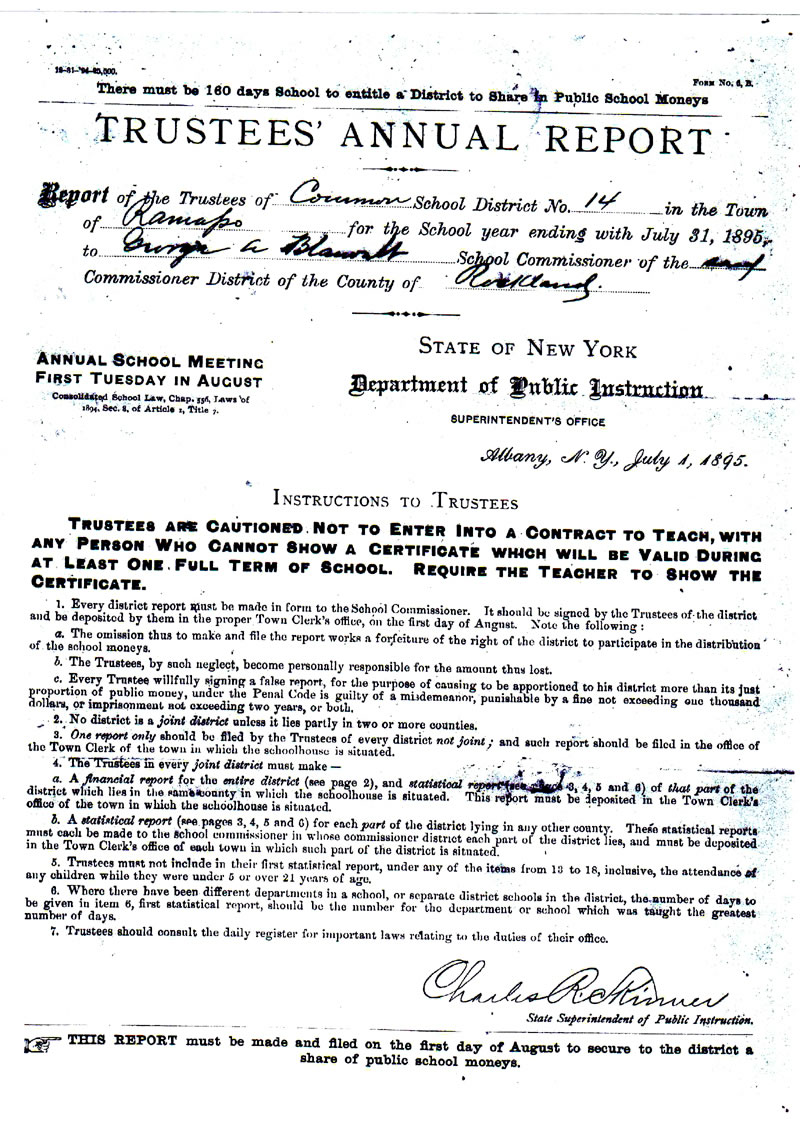 18-81-'94-20,000.
FORM NO. 6, B.
There must be 160 days School to entitle a District to Share in Public School Moneys
TRUSTEES' ANNUAL REPORT
Report of the Trustees of Common School District No. 14 in the Town
of Ramapo for the School year ending with July 31, 1895,
to George A Blauvelt School Commissioner of the
Commissioner District of the County of Rockland.
ANNUAL SCHOOL MEETING
FIRST TUESDAY IN AUGUST
Consolidated School Law, Chap. 556, Laws of
1894, Sec. 8, of Article 1, Title 7.
STATE OF NEW YORK
Department of Public Instruction
SUPERINTENDENT'S OFFICE
Albany, N. Y., July 1, 1895.
INSTRUCTIONS TO TRUSTEES
TRUSTEES ARE CAUTIONED NOT TO ENTER INTO A CONTRACT TO TEACH, WITH
ANY PERSON WHO CANNOT SHOW A CERTIFICATE WHICH WILL BE VALID DURING
AT LEAST ONE FULL TERM OF SCHOOL. REQUIRE THE TEACHER TO SHOW THE
CERTIFICATE.
1. Every district report must be made in form to the School Commissioner. It should be signed by the Trustees of the district
and be deposited by them in the proper Town Clerk's office, on the first day of August. Note the following:
a. The omission thus to make and file the report works a forfeiture of the right of the district to participate in the distribution
of the school moneys.
b. The Trustees, by such neglect, become personally responsible for the amount thus lost.
c. Every Trustee willfully signing a false report, for the purpose of causing to be apportioned to his district more than its just
proportion of public money, under the Penal Code is guilty of a misdemeanor, punishable by a fine not exceeding one thousand
dollars, or imprisonment not exceeding two years, or both.
2. No district is a joint district unless it lies partly in two or more counties.
3. One report only should be filed by the Trustees of every district not joint; and such report should be filed in the office of
the Town Clerk of the town in which the schoolhouse is situated.
4. The Trustees in every joint district must make —
a. A financial report for the entire district (see page 2), and statistical report (see pages 3, 4, 5 and 6) of that part of the
district which lies in the same county in which the schoolhouse is situated. This report must be deposited in the Town Clerk's
office of the town in which the schoolhouse is situated.
b. A statistical report (see pages 3, 4, 5 and 6) for each part of the district lying in any other county. These statistical reports
must each be made to the school commissioner in whose commissioner district each part of the district lies, and must be deposited
in the Town Clerk's office of each town in which such part of the district is situated.
5. Trustees must not include in their first statistical report, under any of the items from 13 to 18, inclusive, the attendance of
any children while they were under 5 or over 21 years of age.
6. Where there have been different departments in a school, or separate district schools in the district, the number of days to
be given in item 6, first statistical report, should be the number for the department or school which was taught the greatest
number of days.
7. Trustees should consult the daily register for important laws relating to the duties of their office.
Charles R. Skinner
State Superintendent of Public Instruction.
THIS REPORT must be made and filed on the first day of August to secure to the district a
share of public school moneys.